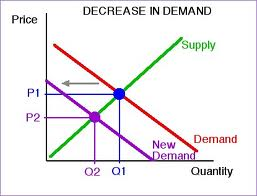 DECREASE IN DEMAND
Price
Supply
P1
P2
Demand
New
Demand
Q2
Q1
Quantity